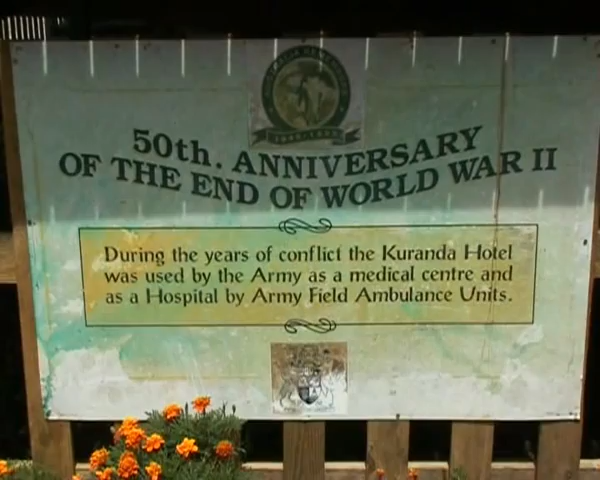 50th. ANNIVERSARY
OF THE END OF WORLD WAR II
During the years of conflict the Kuranda Hotel
was used by the Army as a medical centre and
as a Hospital by Army Field Ambulance Units.